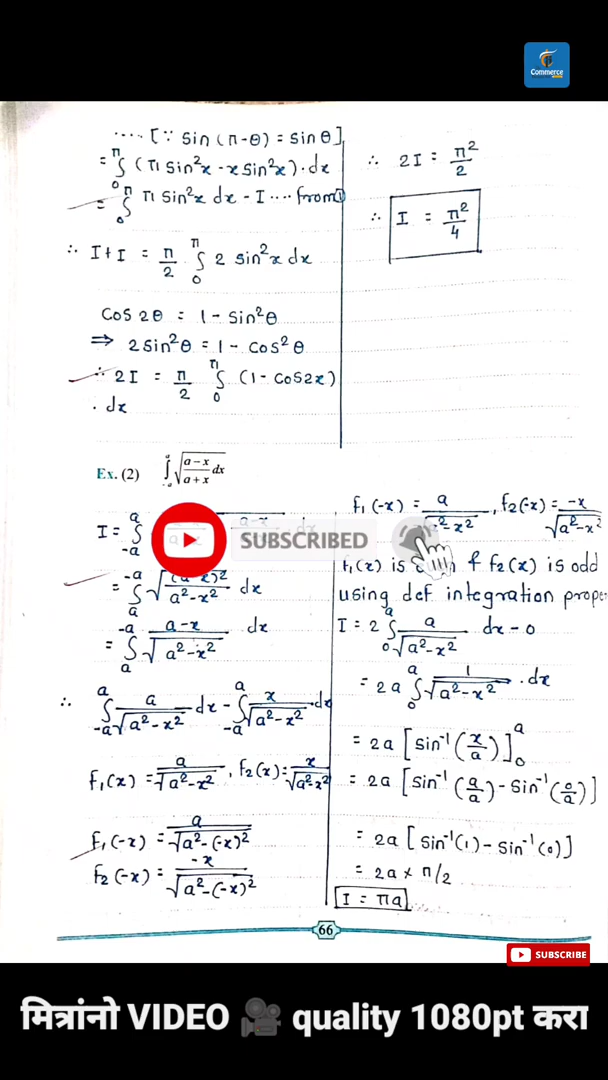 Commerce
.... [∵ sin (π-θ) = sin θ]
= ∫₀^π (π sin²x - x sin²x) · dx
= ∫₀^π π sin²x dx - I .... from ①
∴ I + I = π/2 ∫₀^π 2 sin²x dx
cos 2θ = 1 - sin²θ
⇒ 2sin²θ = 1 - cos²θ
∴ 2I = π/2 ∫₀^π (1 - cos2x)
. dx
∴ 2I = π²/2
∴ I = π²/4
Ex. (2) ∫₋ₐ^a √((a-x)/(a+x) dx
I = ∫₋ₐ^a
= ∫ₐ^-a √((a-x)²/(a²-x²)) dx
= ∫ₐ^-a (a-x)/√(a²-x²) dx
∴ ∫₋ₐ^a a/√(a²-x²) dx - ∫₋ₐ^a x/√(a²-x²) dx
f₁(x) = a/√(a²-x²), f₂(x) = x/√(a²-x²)
f₁(-x) = a/√(a²-(-x)²)
f₂(-x) = -x/√(a²-(-x)²)
f₁(-x) = a/√(a²-x²), f₂(-x) = -x/√(a²-x²)
f₁(x) is & f₂(x) is odd
using def integration prope
I = 2 ∫₀^a a/√(a²-x²) dx - 0
= 2a ∫₀^a 1/√(a²-x²) · dx
= 2a [sin⁻¹(x/a)]₀^a
= 2a [sin⁻¹(a/a) - sin⁻¹(0/a)]
= 2a [sin⁻¹(1) - sin⁻¹(0)]
= 2a × π/2
I = πa
SUBSCRIBED
66
SUBSCRIBE
मित्रांनो VIDEO 🎥 quality 1080pt करा